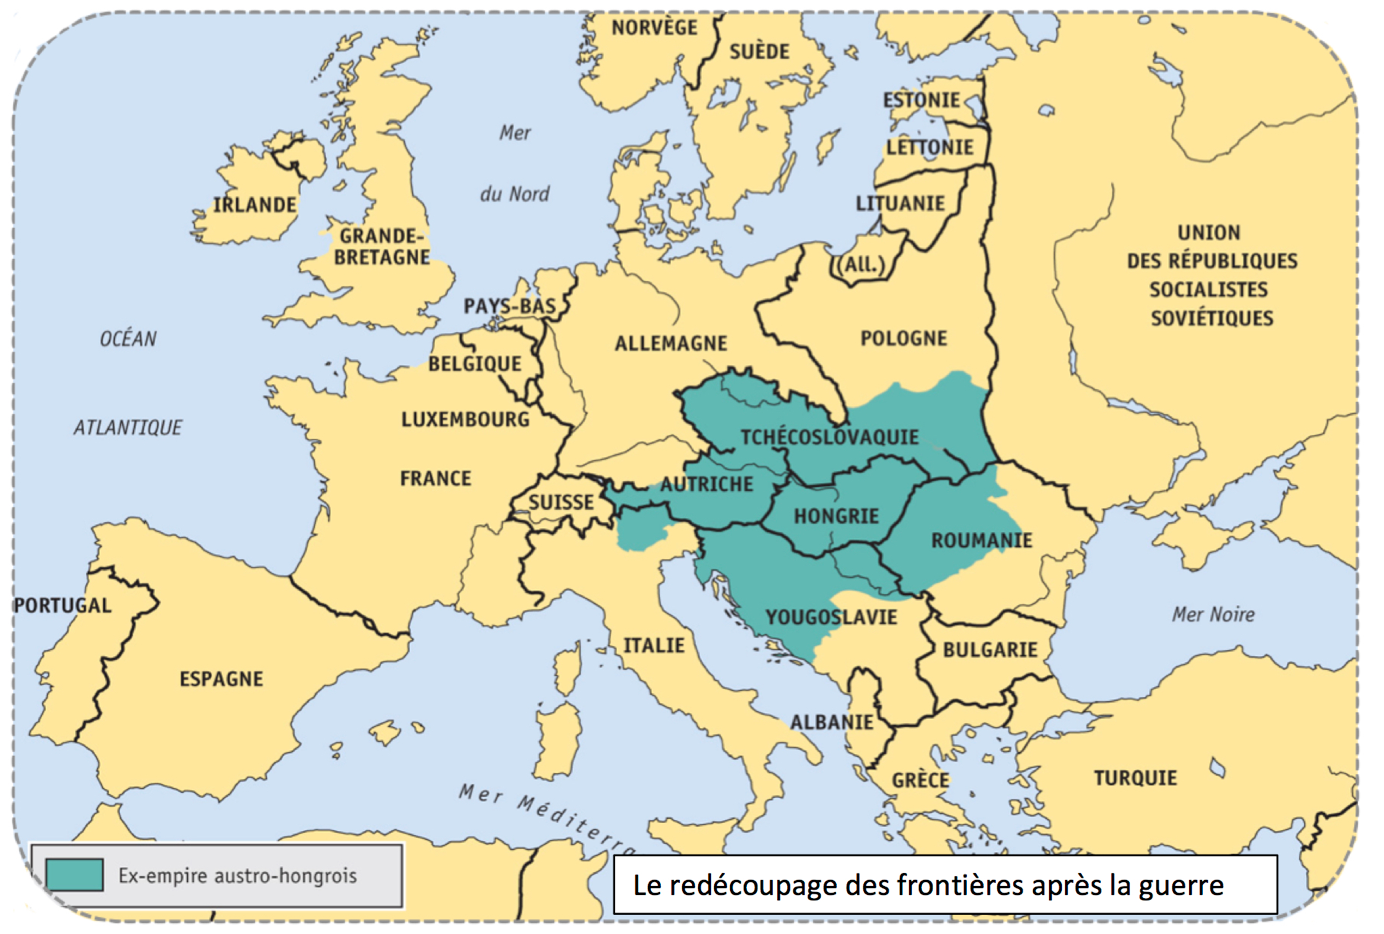 NORVÈGE
SUÈDE
ESTONIE
Mer
LETTONIE
du Nord
IRLANDE
LITUANIE
GRANDE-
BRETAGNE
UNION
DES RÉPUBLIQUES
SOCIALISTES
SOVIÉTIQUES
(All.)
PAYS-BAS
OCÉAN
ALLEMAGNE
POLOGNE
BELGIQUE
ATLANTIQUE
LUXEMBOURG
TCHÉCOSLOVAQUIE
FRANCE
AUTRICHE
SUISSE
HONGRIE
ROUMANIE
PORTUGAL
YOUGOSLAVIE
Mer Noire
ITALIE
BULGARIE
ESPAGNE
ALBANIE
GRÈCE
TURQUIE
Mer Méditerra
Ex-empire austro-hongrois
Le redécoupage des frontières après la guerre